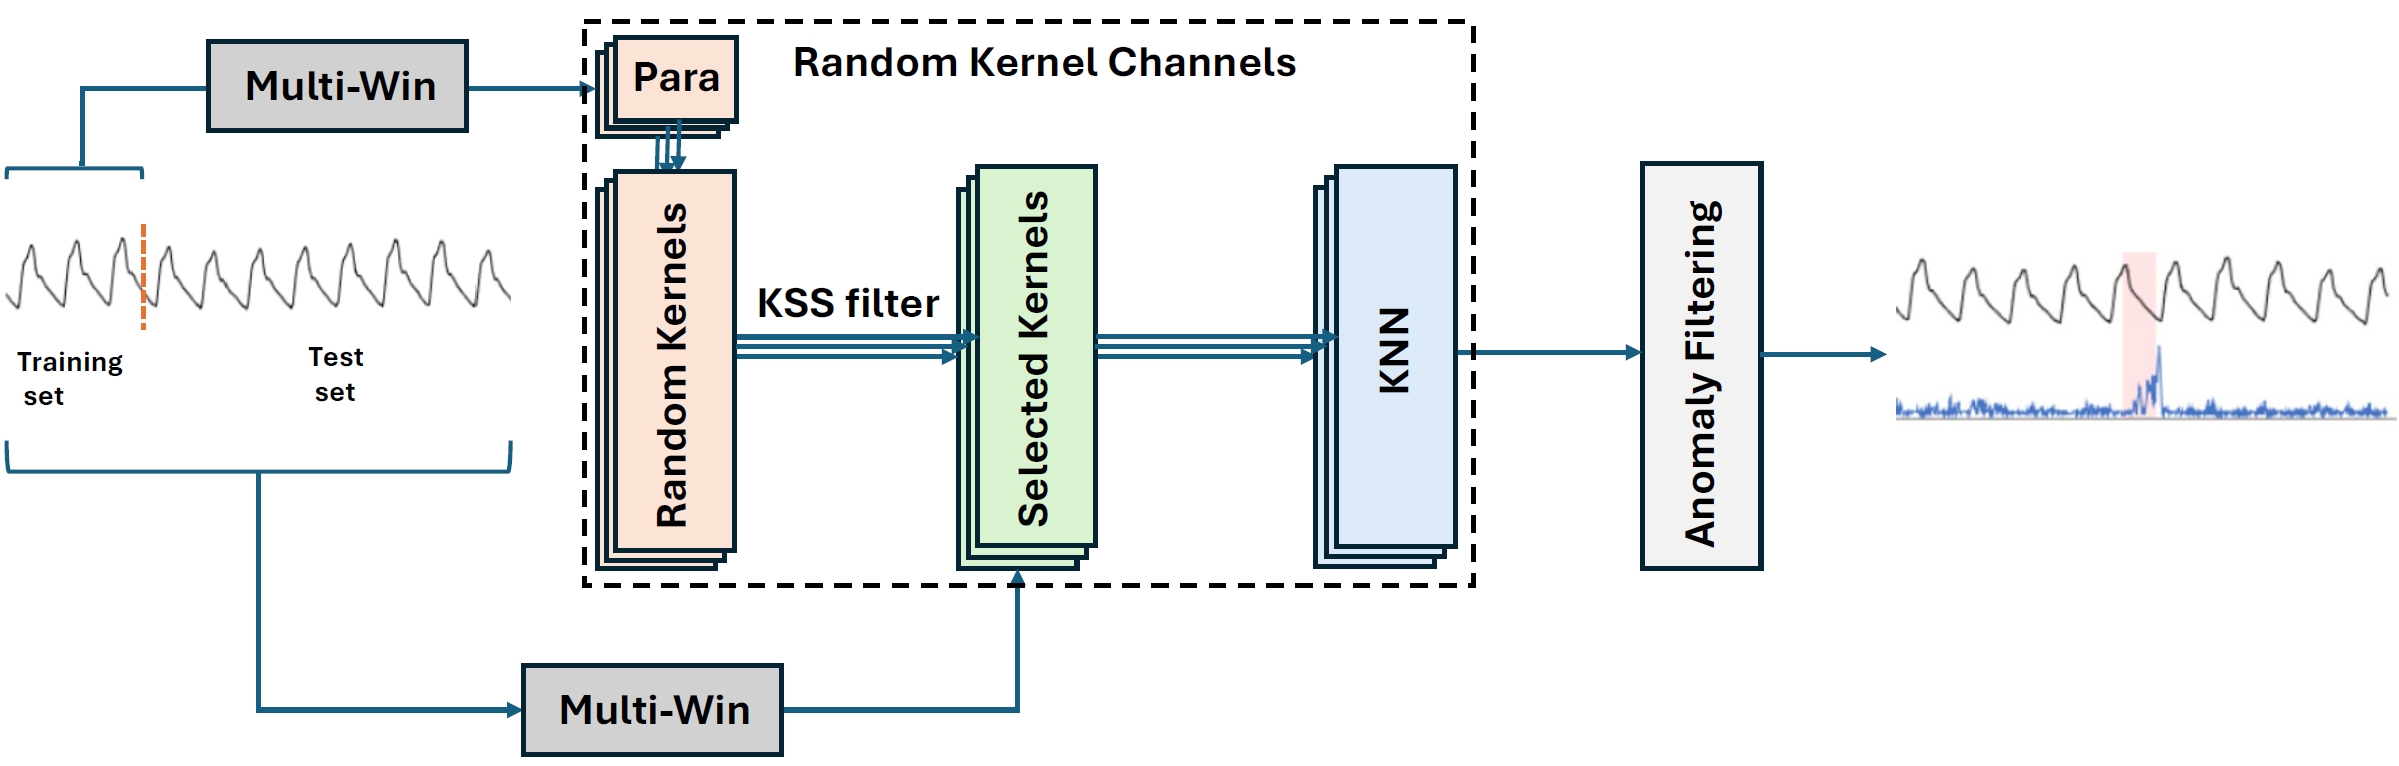 Multi-Win
Para
Random Kernel Channels
Training
set
Test
set
Random Kernels
KSS filter
Selected Kernels
KNN
Anomaly Filtering
Multi-Win